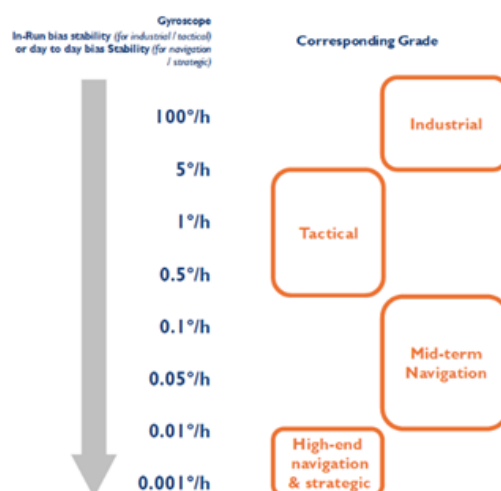 Gyroscope
In-Run bias stability (for industrial / tactical)
or day to day bias Stability (for navigation
/ strategic)
Corresponding Grade
100°/h
Industrial
5°/h
1°/h
Tactical
0.5°/h
0.1°/h
Mid-term
Navigation
0.05°/h
0.01°/h
High-end
navigation
& strategic
0.001°/h